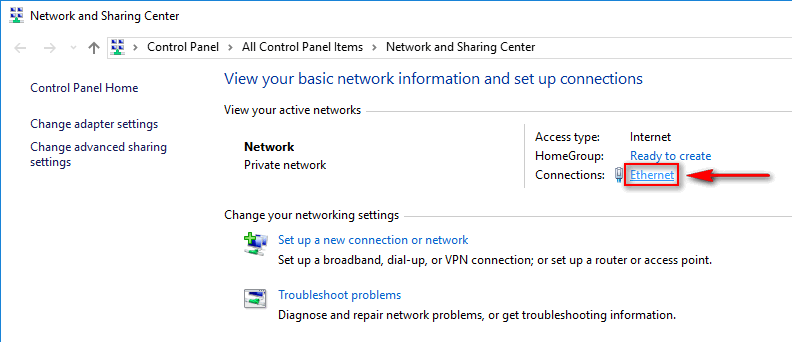 Network and Sharing Center
Control Panel > All Control Panel Items > Network and Sharing Center
Control Panel Home
Change adapter settings
Change advanced sharing
settings
View your basic network information and set up connections
View your active networks
Network
Private network
Access type: Internet
HomeGroup: Ready to create
Connections: Ethernet
Change your networking settings
Set up a new connection or network
Set up a broadband, dial-up, or VPN connection; or set up a router or access point.
Troubleshoot problems
Diagnose and repair network problems, or get troubleshooting information.